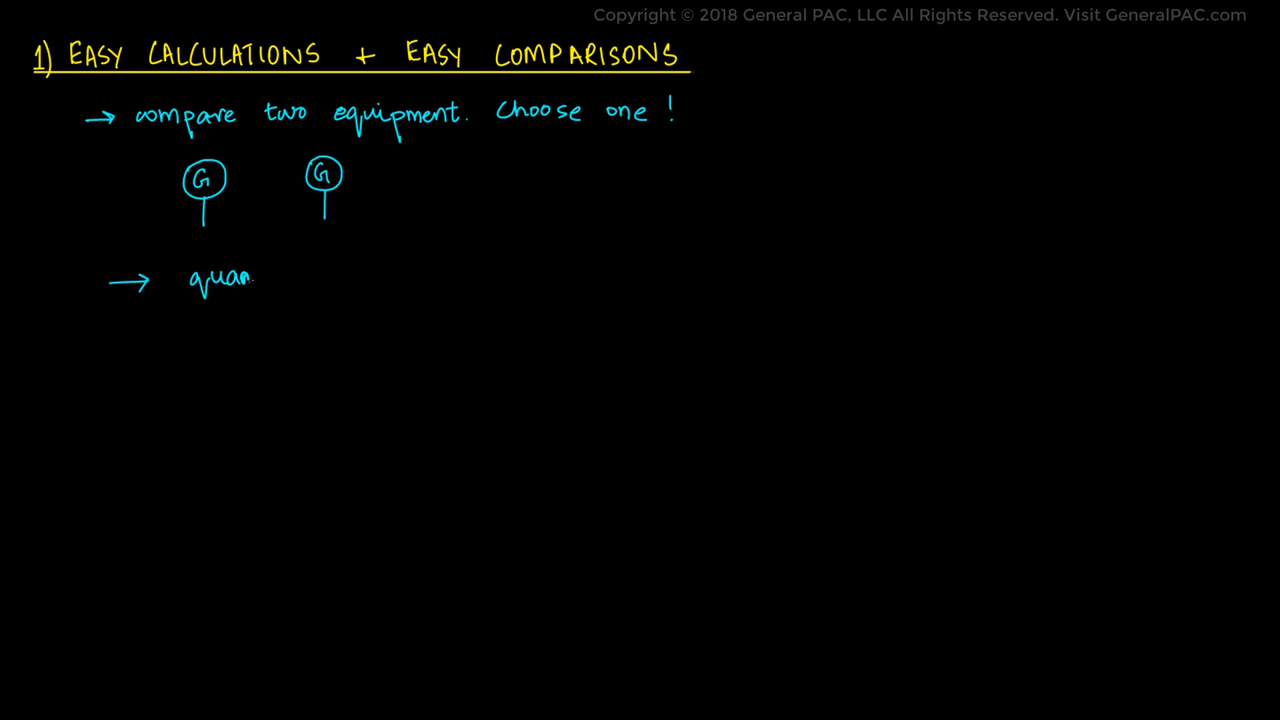 Copyright © 2018 General PAC, LLC All Rights Reserved. Visit GeneralPAC.com
1) EASY CALCULATIONS + EASY COMPARISONS
→ compare two equipment. Choose one !
G G
→ quan